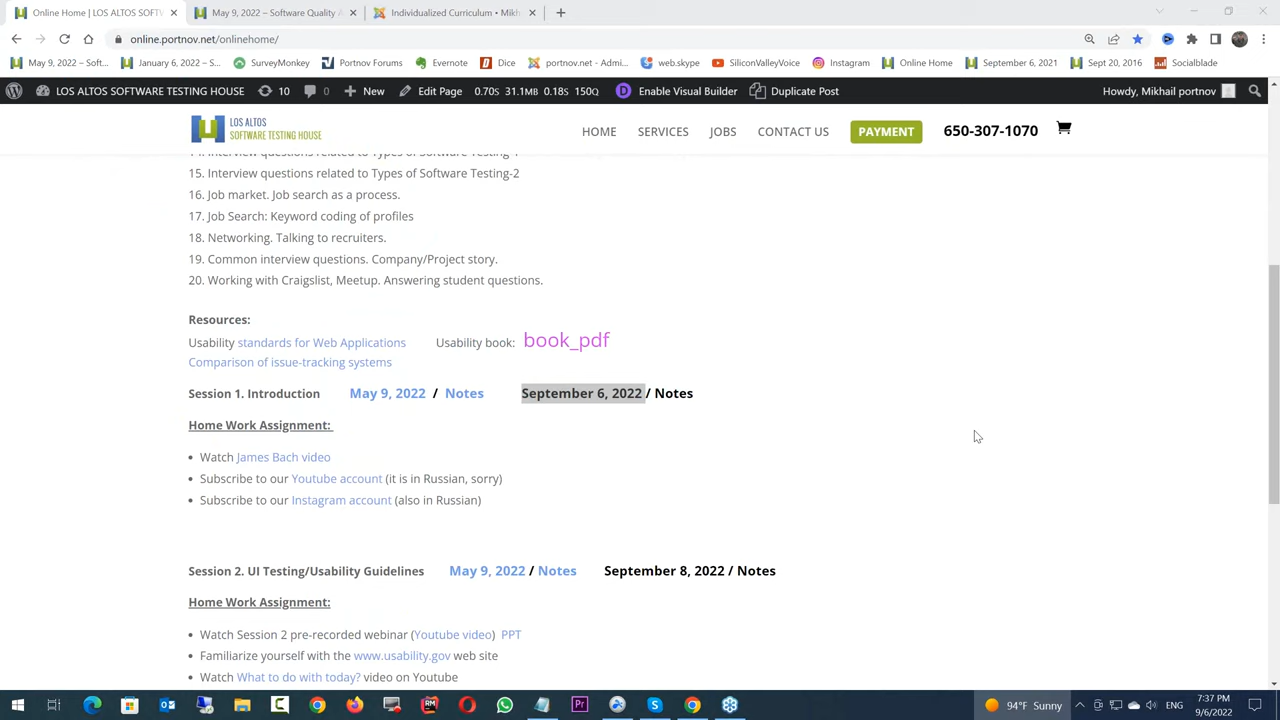 Online Home | LOS ALTOS SOFTW
May 9, 2022 – Software Quality A
Individualized Curriculum • Mikh
online.portnov.net/onlinehome/
May 9, 2022 – Soft...
January 6, 2022 – S...
SurveyMonkey
Portnov Forums
Evernote
Dice
portnov.net - Admi...
web.skype
SiliconValleyVoice
Instagram
Online Home
September 6, 2021
Sept 20, 2016
Socialblade
LOS ALTOS SOFTWARE TESTING HOUSE
10
0
New
Edit Page
0.70S 31.1MB 0.18S 150Q
Enable Visual Builder
Duplicate Post
Howdy, Mikhail portnov
LOS ALTOS
SOFTWARE TESTING HOUSE
HOME
SERVICES
JOBS
CONTACT US
PAYMENT
650-307-1070
14. Interview questions related to Types of Software Testing-1
15. Interview questions related to Types of Software Testing-2
16. Job market. Job search as a process.
17. Job Search: Keyword coding of profiles
18. Networking. Talking to recruiters.
19. Common interview questions. Company/Project story.
20. Working with Craigslist, Meetup. Answering student questions.
Resources:
Usability standards for Web Applications Usability book: book_pdf
Comparison of issue-tracking systems
Session 1. Introduction May 9, 2022 / Notes September 6, 2022 / Notes
Home Work Assignment:
• Watch James Bach video
• Subscribe to our Youtube account (it is in Russian, sorry)
• Subscribe to our Instagram account (also in Russian)
Session 2. UI Testing/Usability Guidelines May 9, 2022 / Notes September 8, 2022 / Notes
Home Work Assignment:
• Watch Session 2 pre-recorded webinar (Youtube video) PPT
• Familiarize yourself with the www.usability.gov web site
• Watch What to do with today? video on Youtube
94°F Sunny
7:37 PM
9/6/2022